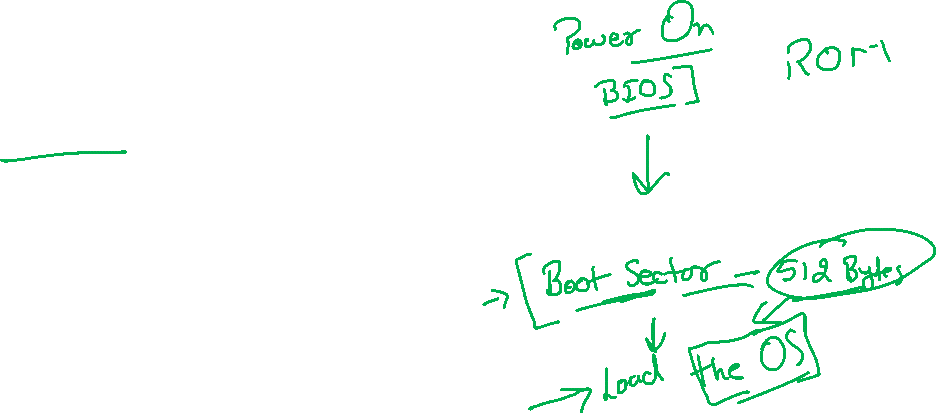 Power On
BIOS] ROM
[Boot Sector - 512 Bytes
Load the OS